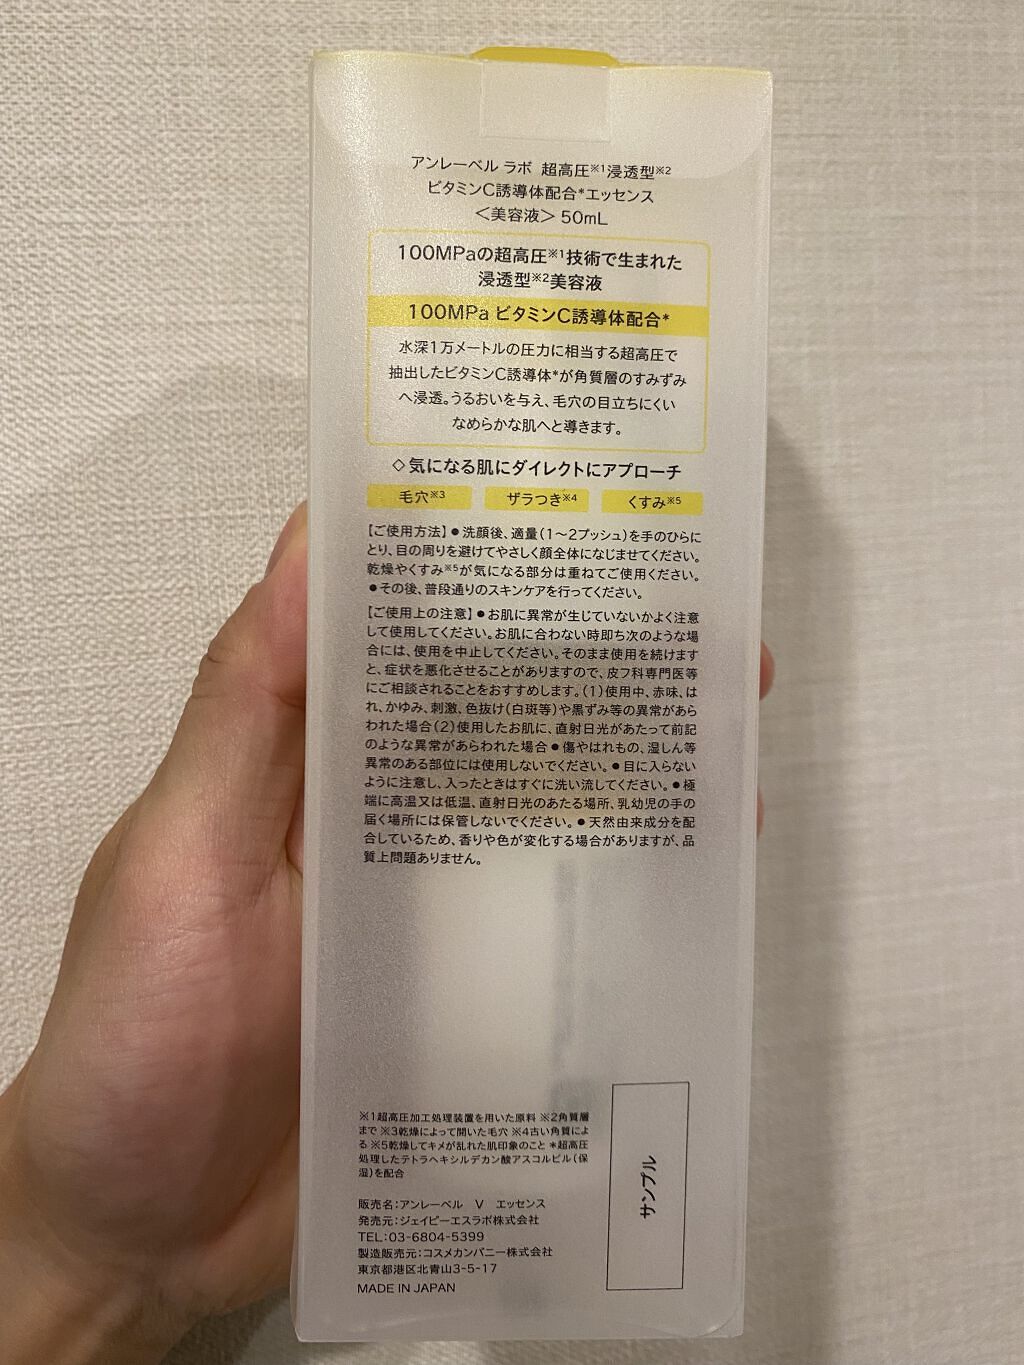 アンレーベル ラボ 超高圧※1浸透型※2
ビタミンC誘導体配合*エッセンス
＜美容液＞50mL
100MPaの超高圧※1技術で生まれた
浸透型※2美容液
100MPa ビタミンC誘導体配合*
水深1万メートルの圧力に相当する超高圧で
抽出したビタミンC誘導体*が角質層のすみずみ
へ浸透。うるおいを与え、毛穴の目立ちにくい
なめらかな肌へと導きます。
◇気になる肌にダイレクトにアプローチ
毛穴※3 ザラつき※4 くすみ※5
【ご使用方法】●洗顔後、適量（1〜2プッシュ）を手のひらに
とり、目の周りを避けてやさしく顔全体になじませてください。
乾燥やくすみ※5が気になる部分は重ねてご使用ください。
●その後、普段通りのスキンケアを行ってください。
【ご使用上の注意】●お肌に異常が生じていないかよく注意
して使用してください。お肌に合わない時即ち次のような場
合には、使用を中止してください。そのまま使用を続けます
と、症状を悪化させることがありますので、皮フ科専門医等
にご相談されることをおすすめします。（1）使用中、赤味、は
れ、かゆみ、刺激、色抜け（白斑等）や黒ずみ等の異常があら
われた場合（2）使用したお肌に、直射日光があたって前記
のような異常があらわれた場合●傷やはれもの、湿しん等
異常のある部位には使用しないでください。●目に入らない
ように注意し、入ったときはすぐに洗い流してください。●極
端に高温又は低温、直射日光のあたる場所、乳幼児の手の
届く場所には保管しないでください。●天然由来成分を配
合しているため、香りや色が変化する場合がありますが、品
質上問題ありません。
※1超高圧加工処理装置を用いた原料 ※2角質層
まで ※3乾燥によって開いた毛穴 ※4古い角質によ
る ※5乾燥してキメが乱れた肌印象のこと *超高圧
処理したテトラヘキシルデカン酸アスコルビル（保
湿）を配合
販売名：アンレーベル V エッセンス
発売元：ジェイピーエスラボ株式会社
TEL：03-6804-5399
製造販売元：コスメカンパニー株式会社
東京都港区北青山3-5-17
MADE IN JAPAN
サンプル